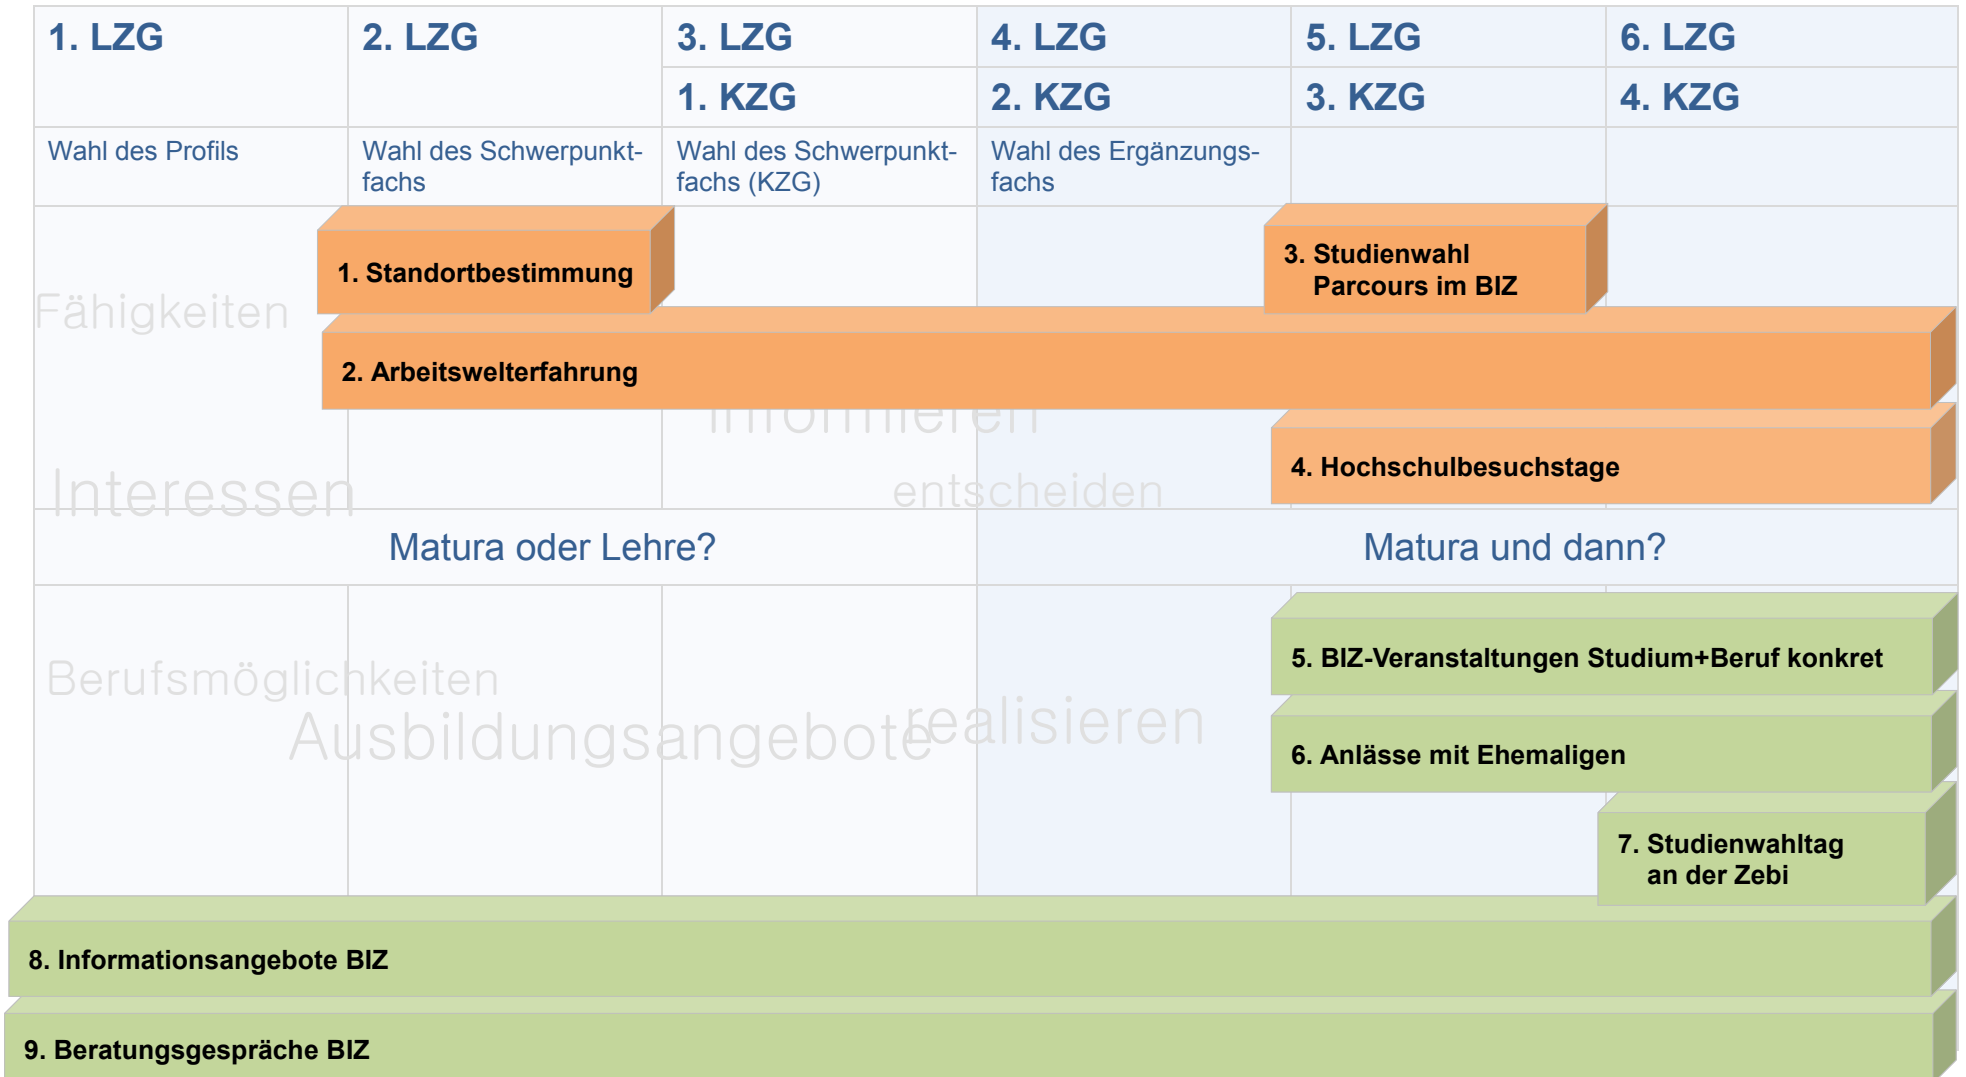 1. LZG
2. LZG
3. LZG
4. LZG
5. LZG
6. LZG
1. KZG
2. KZG
3. KZG
4. KZG
Wahl des Profils
Wahl des Schwerpunkt-
fachs
Wahl des Schwerpunkt-
fachs (KZG)
Wahl des Ergänzungs-
fachs
1. Standortbestimmung
3. Studienwahl
Parcours im BIZ
Fähigkeiten
2. Arbeitswelterfahrung
informieren
4. Hochschulbesuchstage
Interessen
entscheiden
Matura oder Lehre?
Matura und dann?
5. BIZ-Veranstaltungen Studium+Beruf konkret
Berufsmöglichkeiten
realisieren
Ausbildungsangebote
6. Anlässe mit Ehemaligen
7. Studienwahltag
an der Zebi
8. Informationsangebote BIZ
9. Beratungsgespräche BIZ